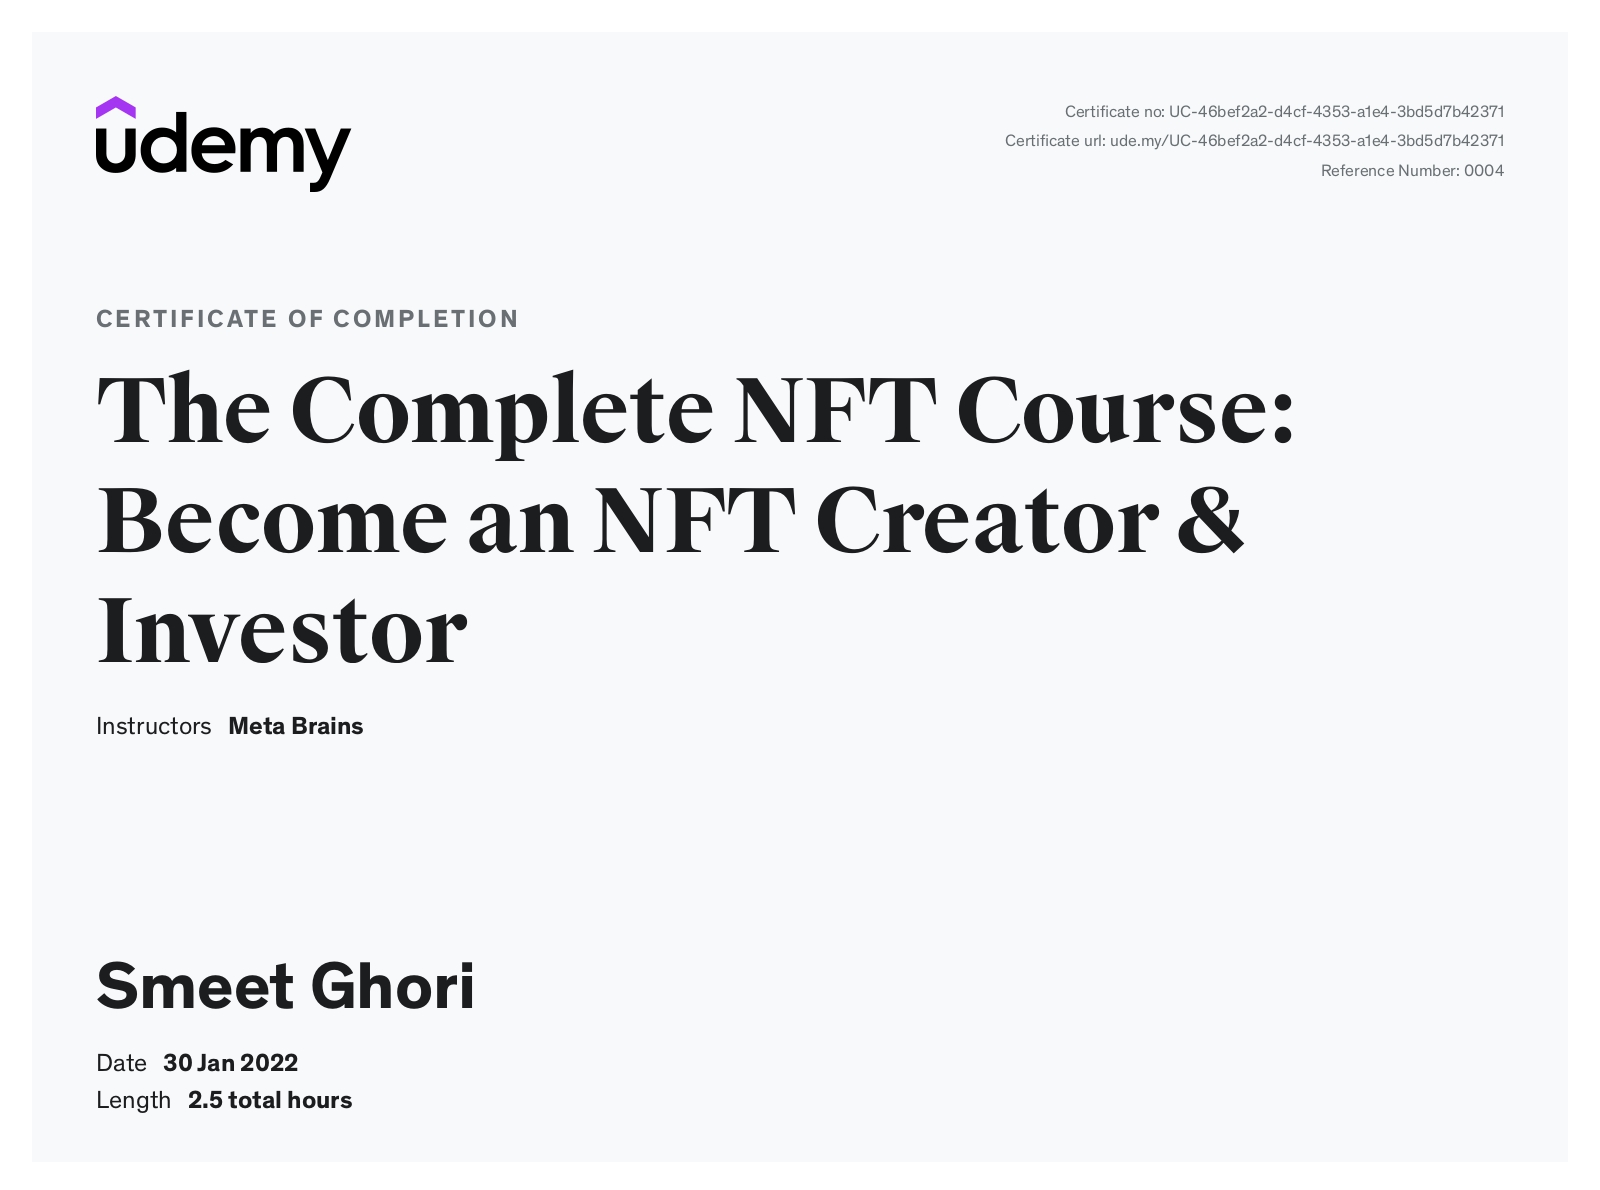 udemy
Certificate no: UC-46bef2a2-d4cf-4353-a1e4-3bd5d7b42371
Certificate url: ude.my/UC-46bef2a2-d4cf-4353-a1e4-3bd5d7b42371
Reference Number: 0004
CERTIFICATE OF COMPLETION
The Complete NFT Course:
Become an NFT Creator &
Investor
Instructors Meta Brains
Smeet Ghori
Date 30 Jan 2022
Length 2.5 total hours